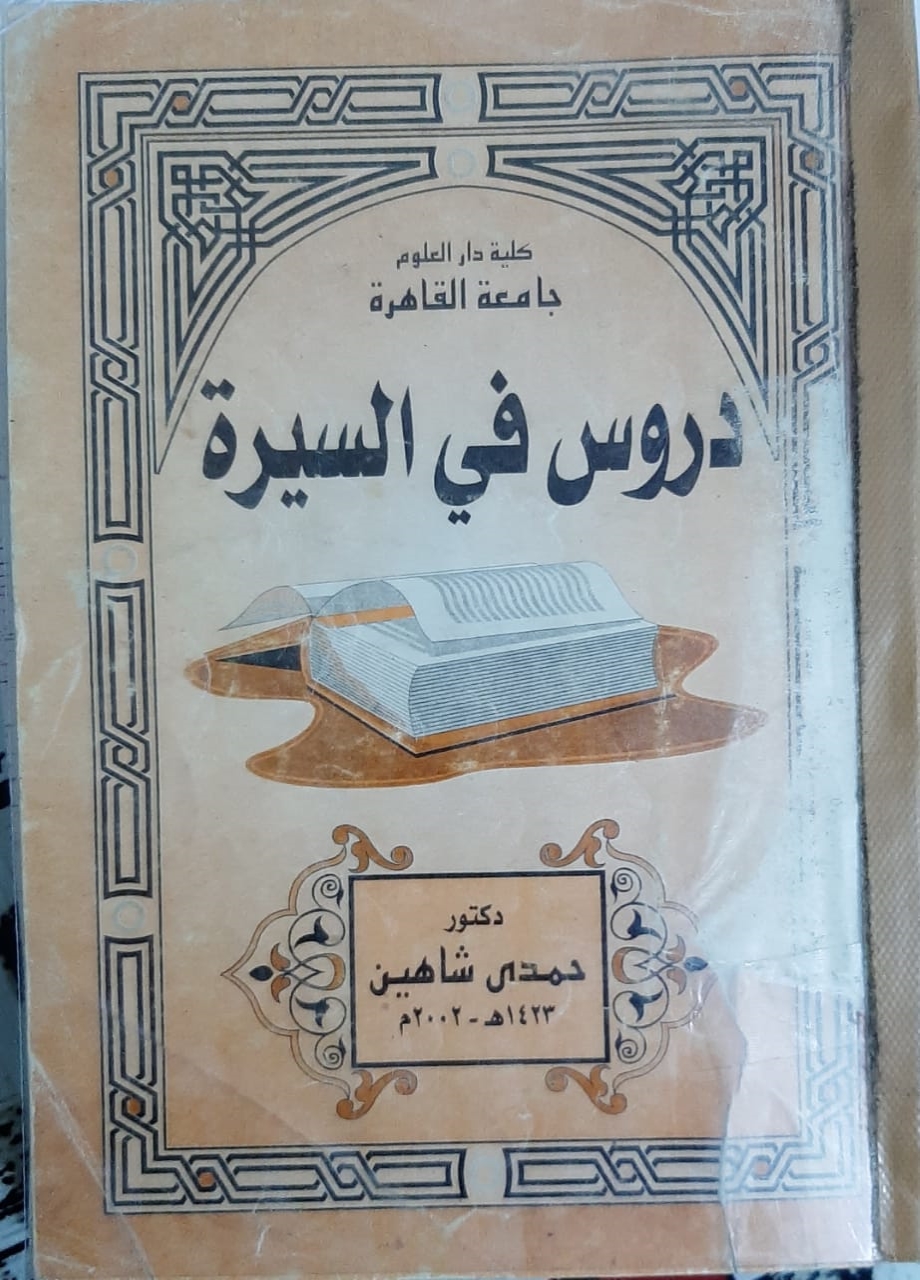 كلية دار العلوم
جامعة القاهرة
دروس في السيرة
دكتور
حمدى شاهين
١٤٢٣هـ - ٢٠٠٢م